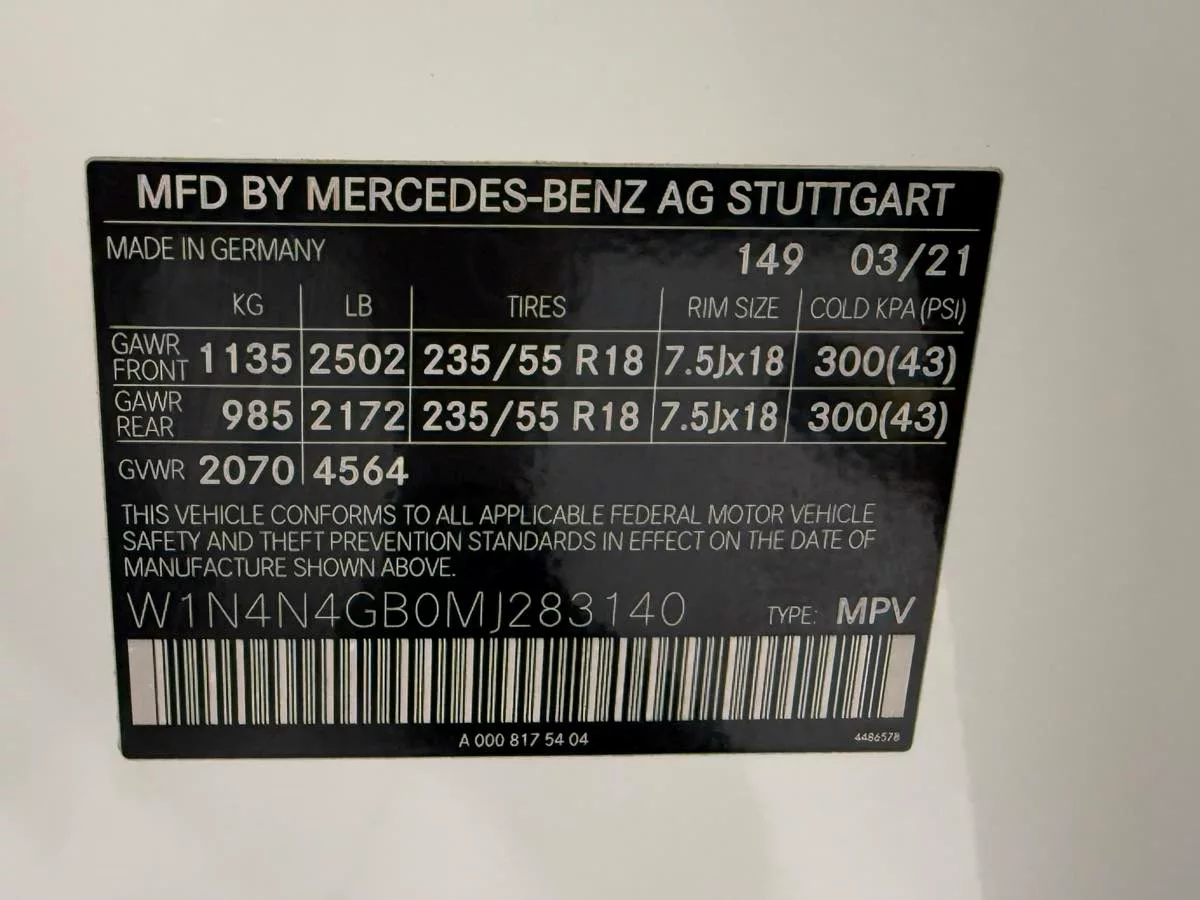 MFD BY MERCEDES-BENZ AG STUTTGART
MADE IN GERMANY 149 03/21
KG LB TIRES RIM SIZE COLD KPA (PSI)
GAWR FRONT 1135 2502 235/55 R18 7.5Jx18 300(43)
GAWR REAR 985 2172 235/55 R18 7.5Jx18 300(43)
GVWR 2070 4564
THIS VEHICLE CONFORMS TO ALL APPLICABLE FEDERAL MOTOR VEHICLE
SAFETY AND THEFT PREVENTION STANDARDS IN EFFECT ON THE DATE OF
MANUFACTURE SHOWN ABOVE.
W1N4N4GB0MJ283140 TYPE: MPV
A 000 817 54 04 4486578